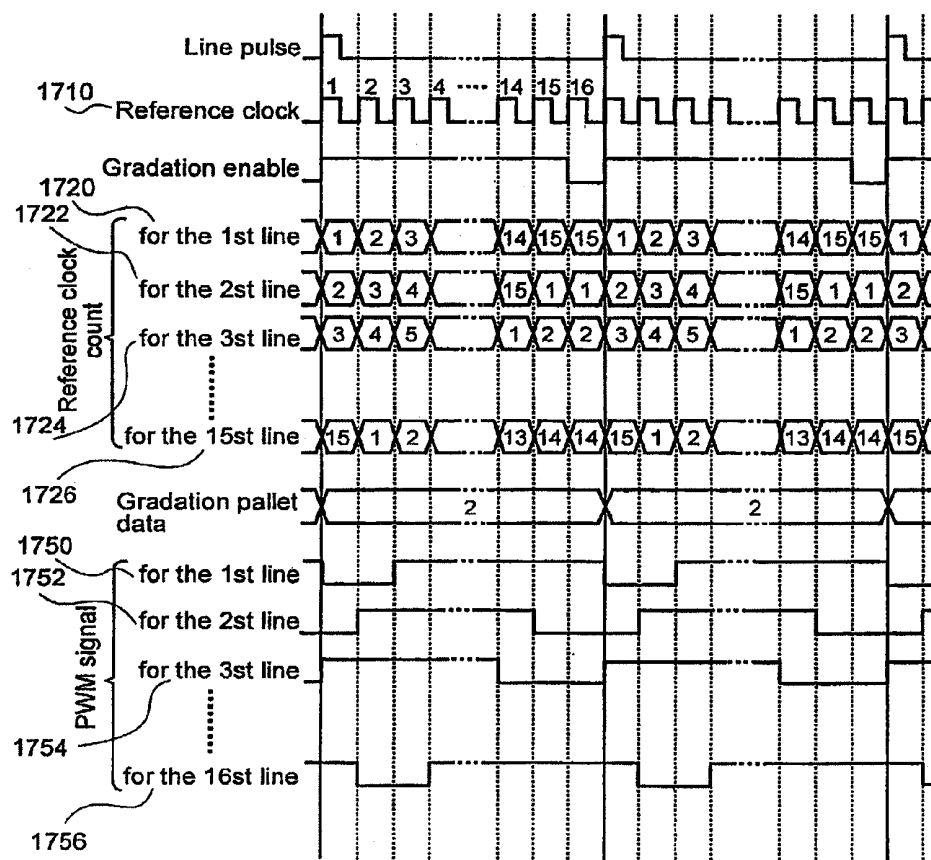 Line pulse
1 2 3 4 14 15 16
1710 Reference clock
Gradation enable
1720
1722
for the 1st line 1 2 3 14 15 15 1 2 3 14 15 15 1
for the 2st line 2 3 4 15 1 1 2 3 4 15 1 1 2
for the 3st line 3 4 5 1 2 2 3 4 5 1 2 2 3
Reference clock
count
1724
for the 15st line 15 1 2 13 14 14 15 1 2 13 14 14 15
1726
Gradation pallet
data
2 2
1750
for the 1st line
1752
for the 2st line
PWM signal
for the 3st line
1754
for the 16st line
1756